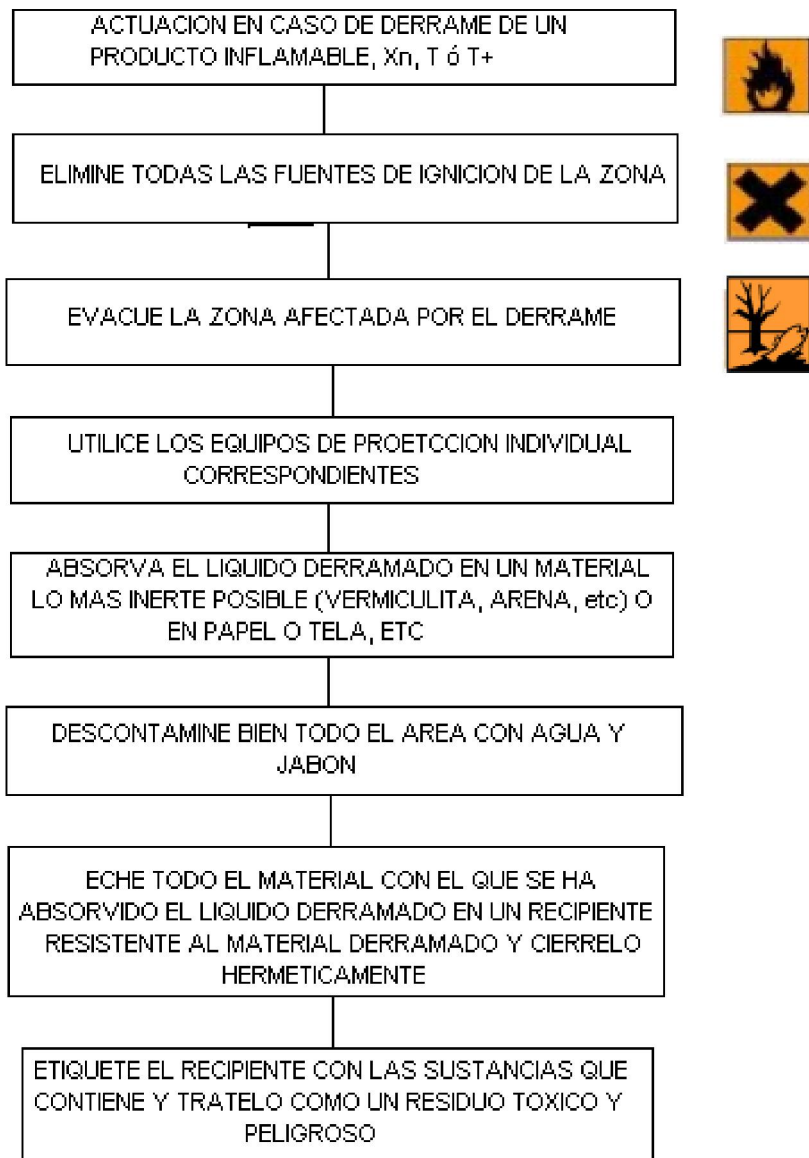 ACTUACION EN CASO DE DERRAME DE UN
PRODUCTO INFLAMABLE, Xn, T ó T+
ELIMINE TODAS LAS FUENTES DE IGNICION DE LA ZONA
EVACUE LA ZONA AFECTADA POR EL DERRAME
UTILICE LOS EQUIPOS DE PROETCCION INDIVIDUAL
CORRESPONDIENTES
ABSORVA EL LIQUIDO DERRAMADO EN UN MATERIAL
LO MAS INERTE POSIBLE (VERMICULITA, ARENA, etc) O
EN PAPEL O TELA, ETC
DESCONTAMINE BIEN TODO EL AREA CON AGUA Y
JABON
ECHE TODO EL MATERIAL CON EL QUE SE HA
ABSORVIDO EL LIQUIDO DERRAMADO EN UN RECIPIENTE
RESISTENTE AL MATERIAL DERRAMADO Y CIERRELO
HERMETICAMENTE
ETIQUETE EL RECIPIENTE CON LAS SUSTANCIAS QUE
CONTIENE Y TRATELO COMO UN RESIDUO TOXICO Y
PELIGROSO